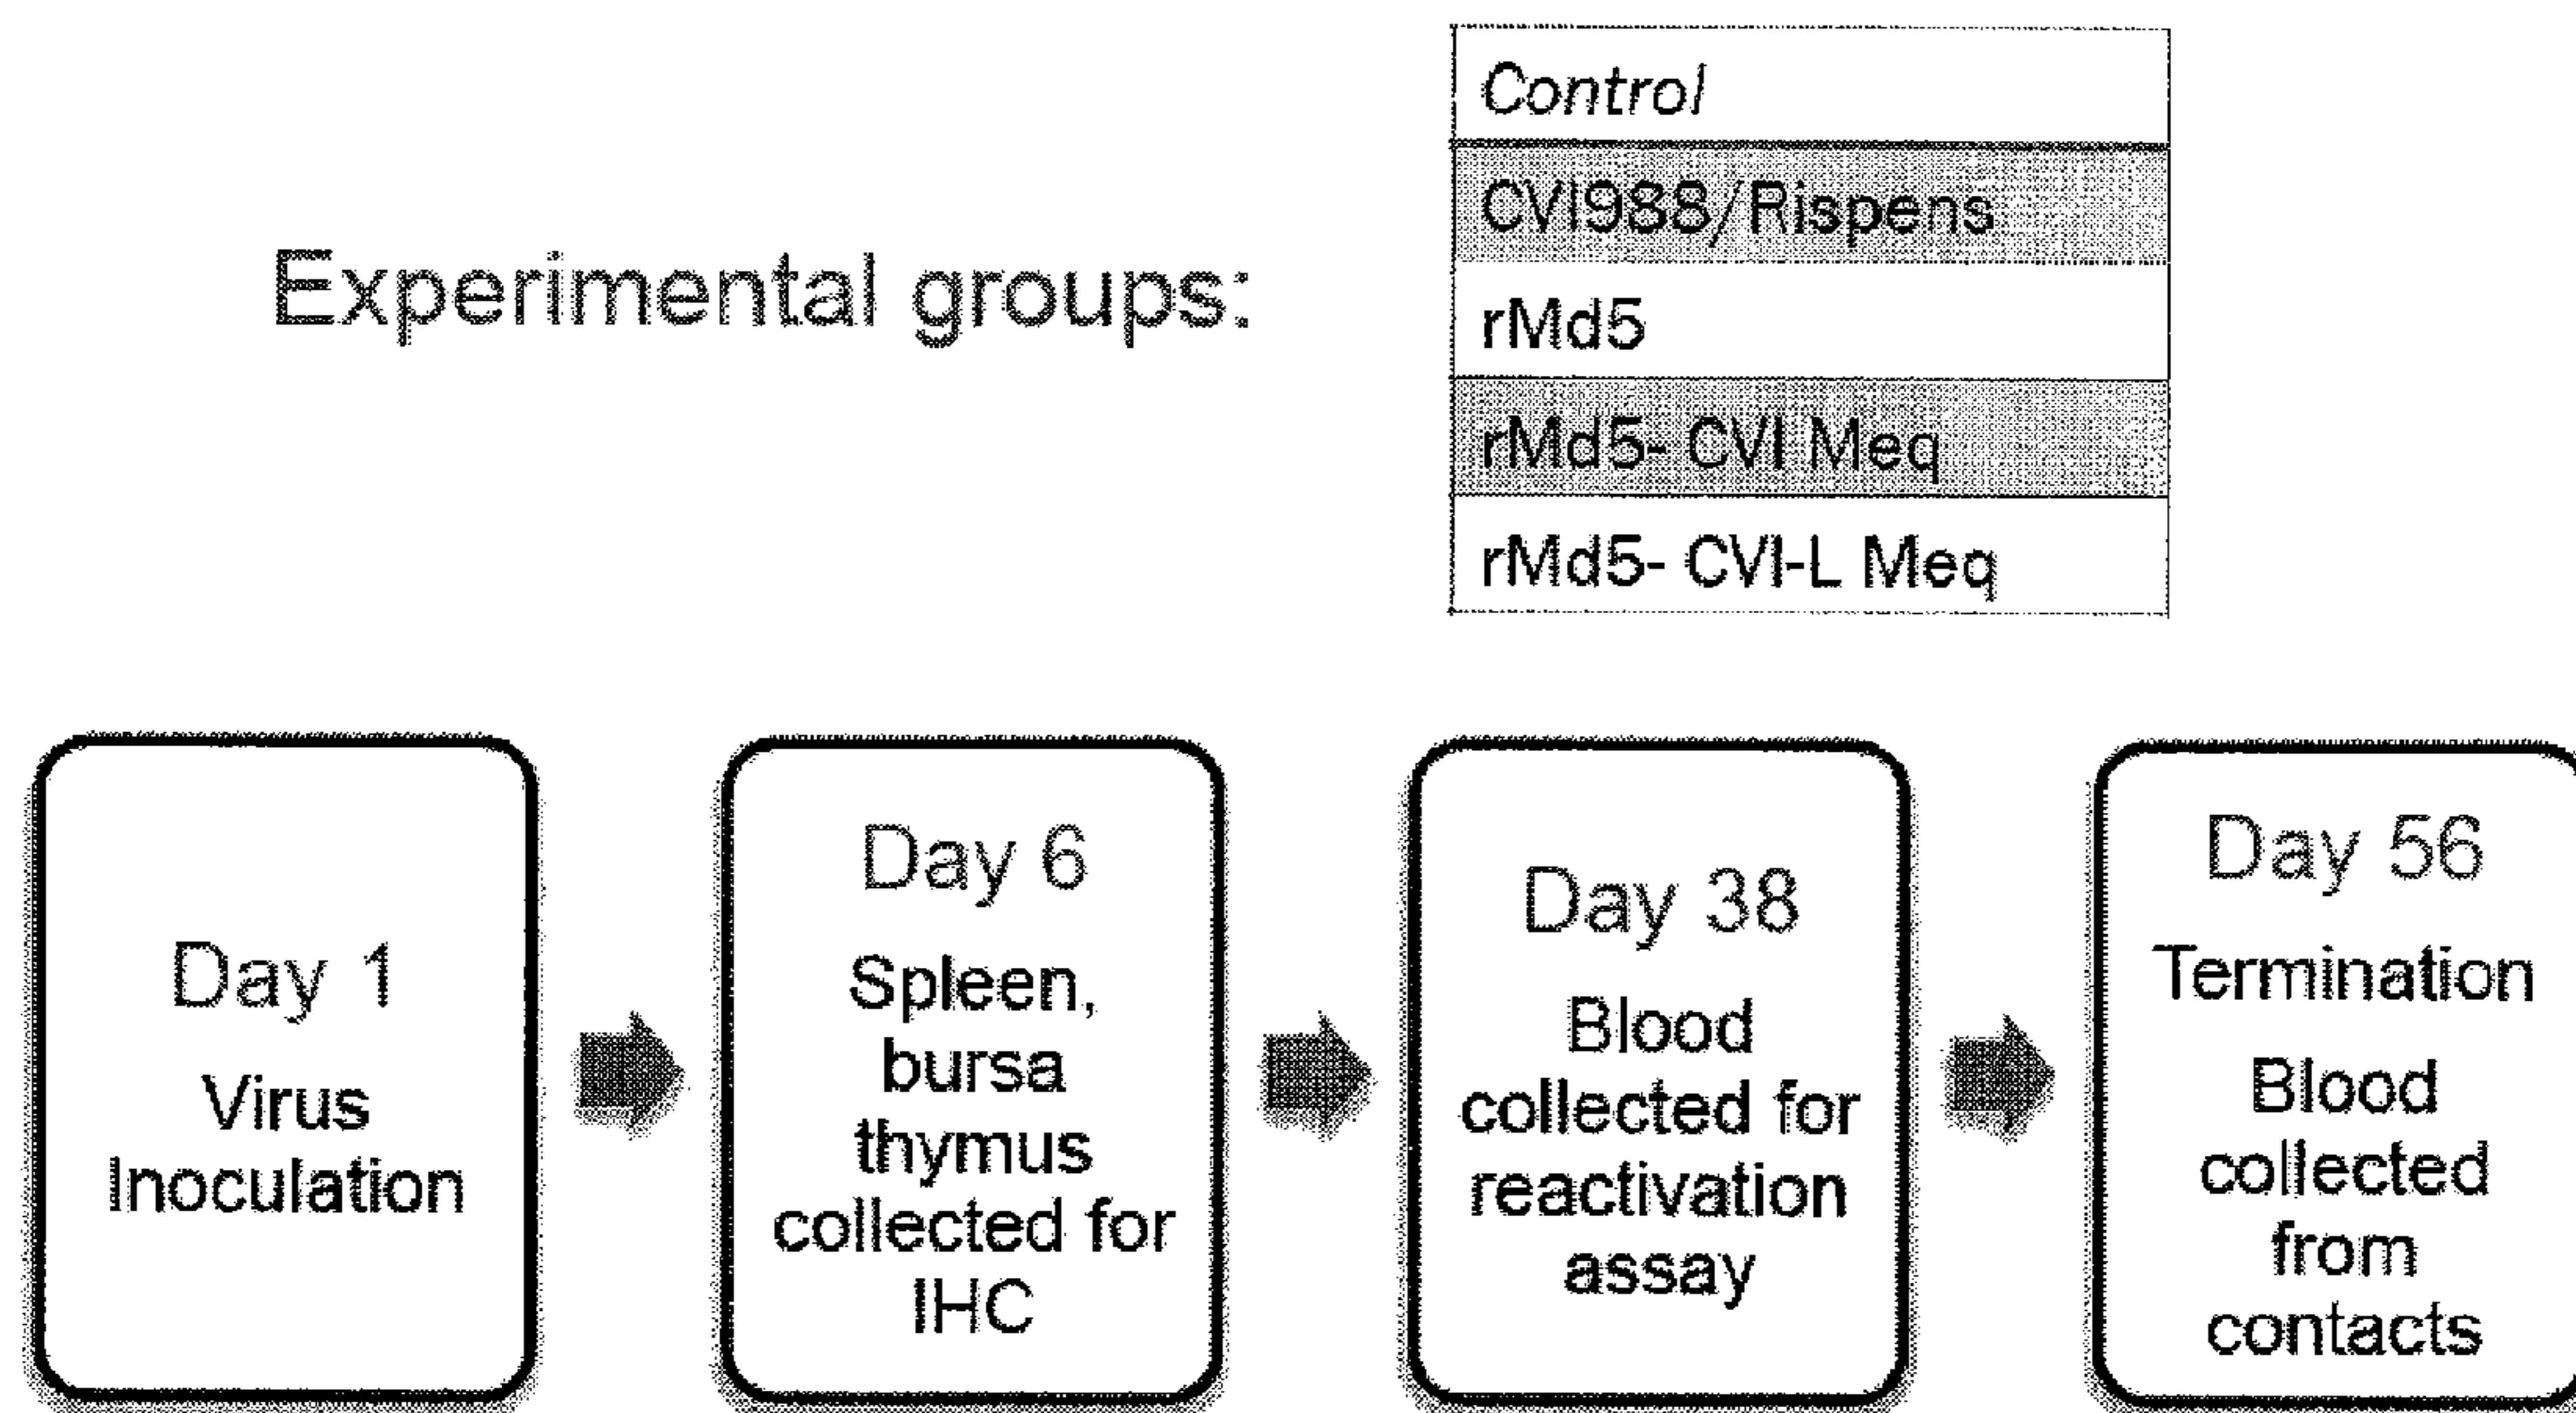 Experimental groups:
Control
CVI988/Rispens
rMd5
rMd5- CVI Meq
rMd5- CVI-L Meq
Day 1
Virus
Inoculation
Day 6
Spleen,
bursa
thymus
collected for
IHC
Day 38
Blood
collected for
reactivation
assay
Day 56
Termination
Blood
collected
from
contacts